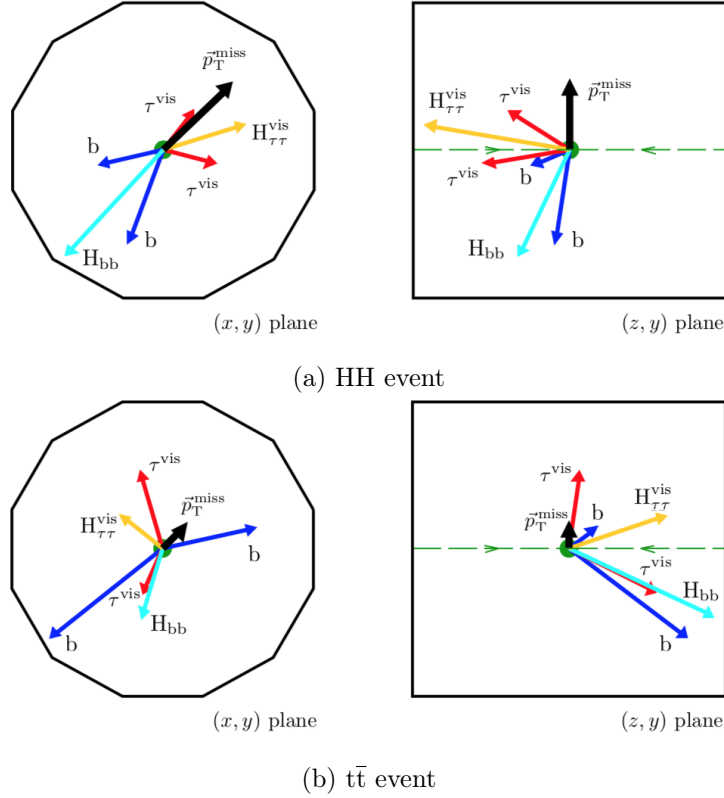 p⃗_T^miss
τ^vis
H_ττ^vis
b
τ^vis
b
H_bb
(x, y) plane
p⃗_T^miss
τ^vis
H_ττ^vis
τ^vis
b
H_bb
b
(z, y) plane
(a) HH event
τ^vis
p⃗_T^miss
H_ττ^vis
b
τ^vis
H_bb
b
(x, y) plane
τ^vis
p⃗_T^miss
b
H_ττ^vis
τ^vis
H_bb
b
(z, y) plane
(b) tt̄ event